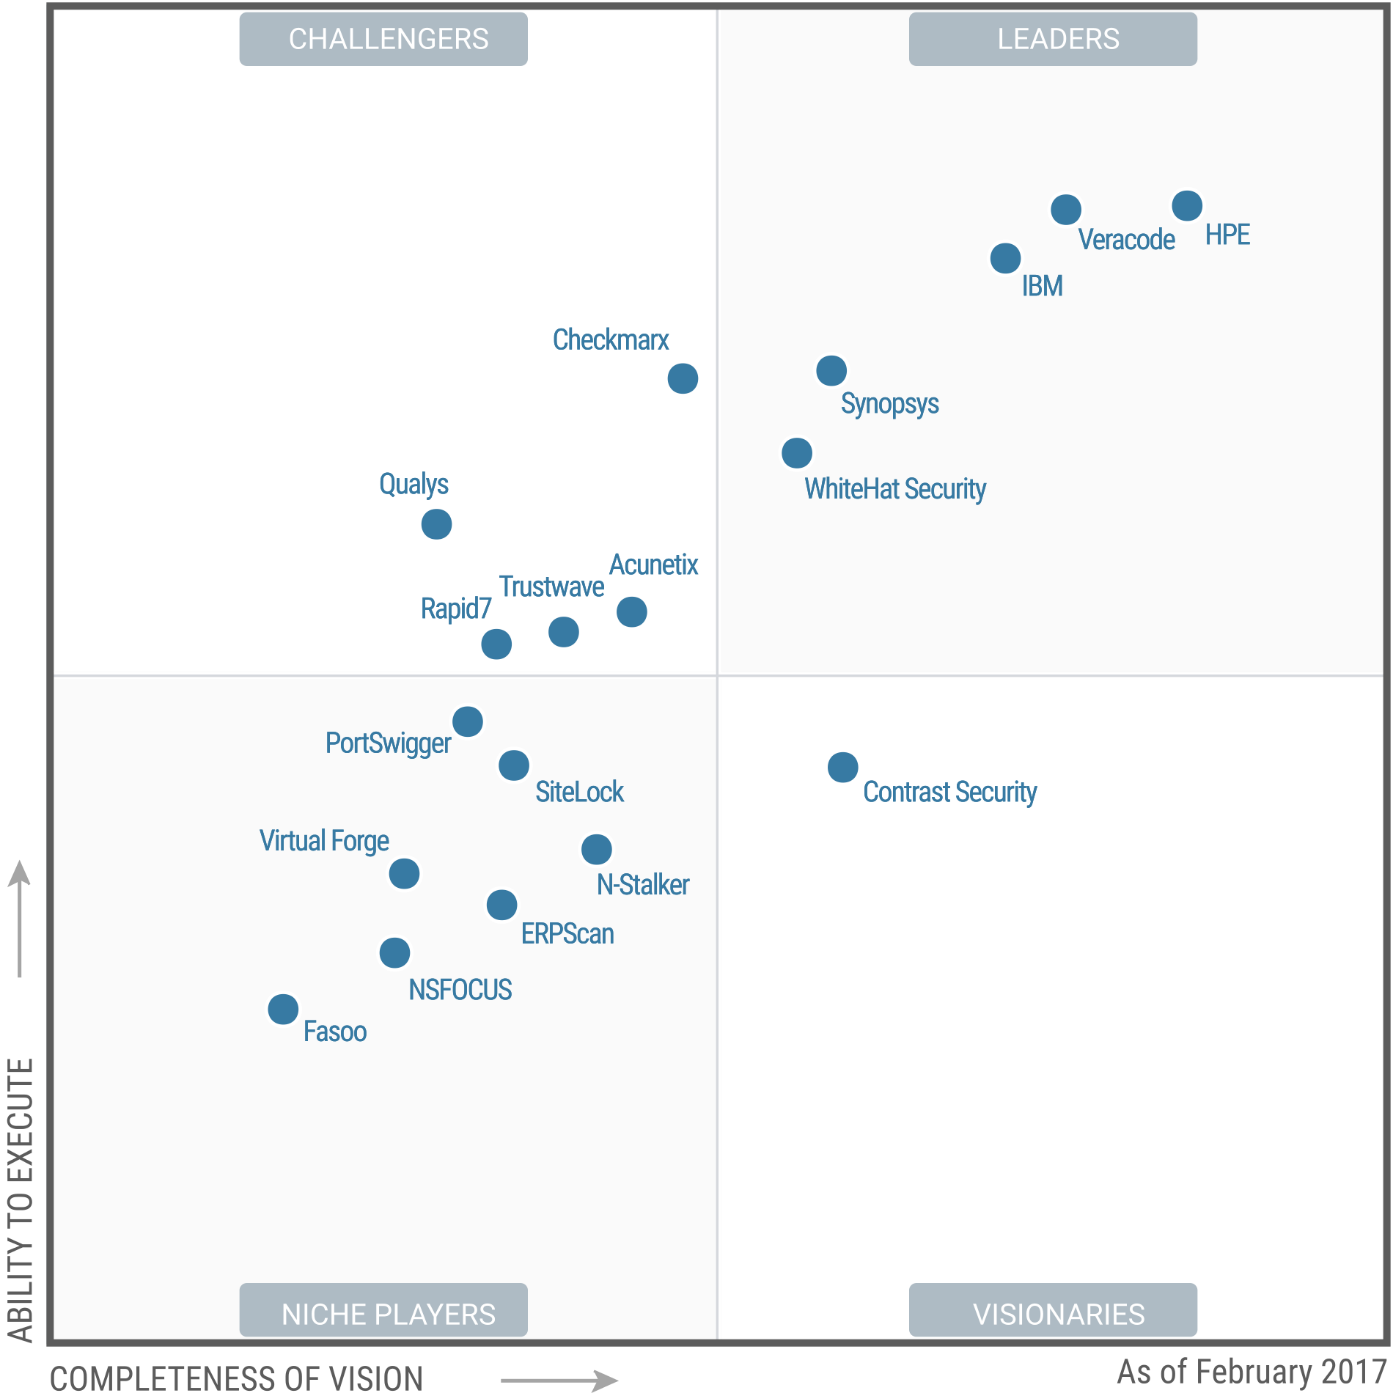 CHALLENGERS
LEADERS
Veracode
HPE
IBM
Checkmarx
Synopsys
Qualys
WhiteHat Security
Acunetix
Trustwave
Rapid7
PortSwigger
SiteLock
Contrast Security
Virtual Forge
N-Stalker
ERPScan
NSFOCUS
Fasoo
ABILITY TO EXECUTE
NICHE PLAYERS
VISIONARIES
COMPLETENESS OF VISION
As of February 2017